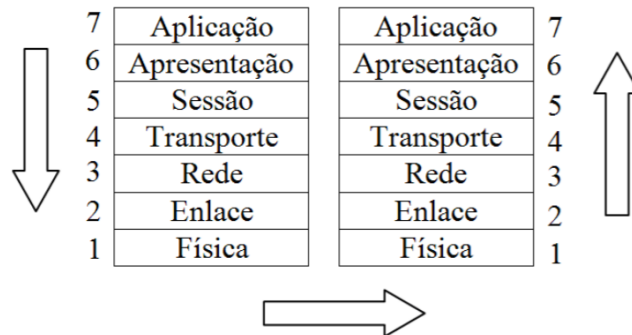 7 Aplicação Aplicação 7
6 Apresentação Apresentação 6
5 Sessão Sessão 5
4 Transporte Transporte 4
3 Rede Rede 3
2 Enlace Enlace 2
1 Física Física 1